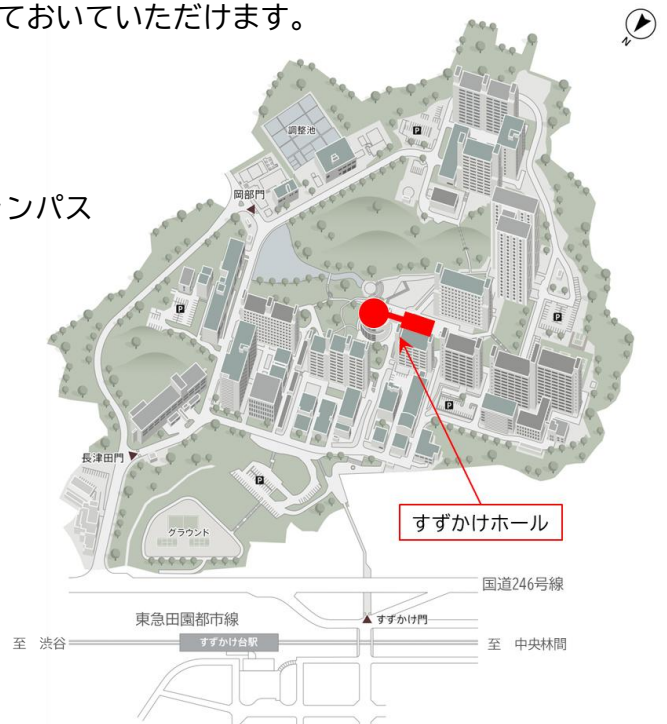 ておいていただけます。
N
調整池
P
岡部門
ャンパス
P
P
P
長津田門
P
すずかけホール
グラウンド
国道246号線
東急田園都市線
すずかけ門
至 渋谷
すずかけ台駅
至 中央林間